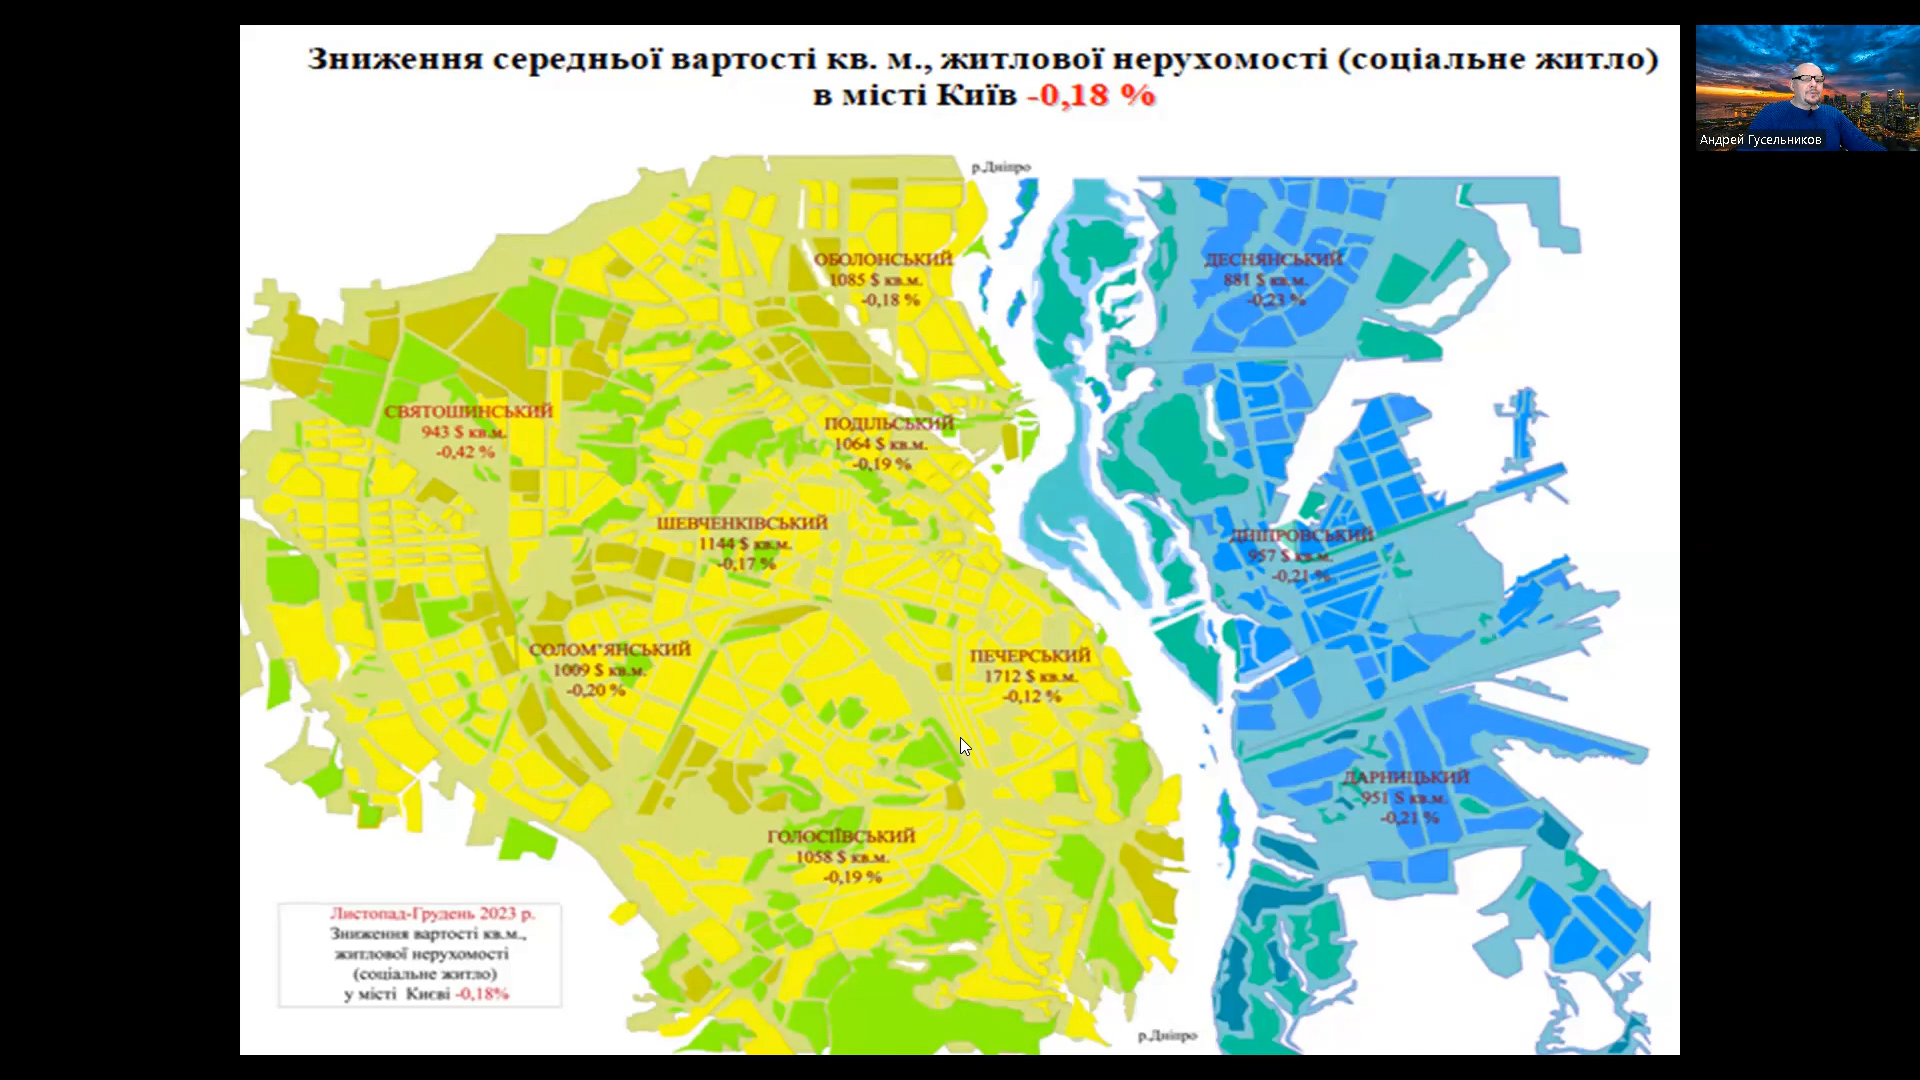 Зниження середньої вартості кв. м., житлової нерухомості (соціальне житло)
в місті Київ -0,18 %
Андрей Гусельников
р.Дніпро
ОБОЛОНСЬКИЙ
1085 $ кв.м.
-0,18 %
ДЕСНЯНСЬКИЙ
881 $ кв.м.
-0,23 %
СВЯТОШИНСЬКИЙ
943 $ кв.м.
-0,42 %
ПОДІЛЬСЬКИЙ
1064 $ кв.м.
-0,19 %
ШЕВЧЕНКІВСЬКИЙ
1144 $ кв.м.
-0,17 %
ДНІПРОВСЬКИЙ
957 $ кв.м.
-0,21 %
СОЛОМ"ЯНСЬКИЙ
1009 $ кв.м.
-0,20 %
ПЕЧЕРСЬКИЙ
1712 $ кв.м.
-0,12 %
ДАРНИЦЬКИЙ
951 $ кв.м.
-0,21 %
ГОЛОСІЇВСЬКИЙ
1058 $ кв.м.
-0,19 %
Листопад-Грудень 2023 р.
Зниження вартості кв.м.,
житлової нерухомості
(соціальне житло)
у місті Києві -0,18%
р.Дніпро